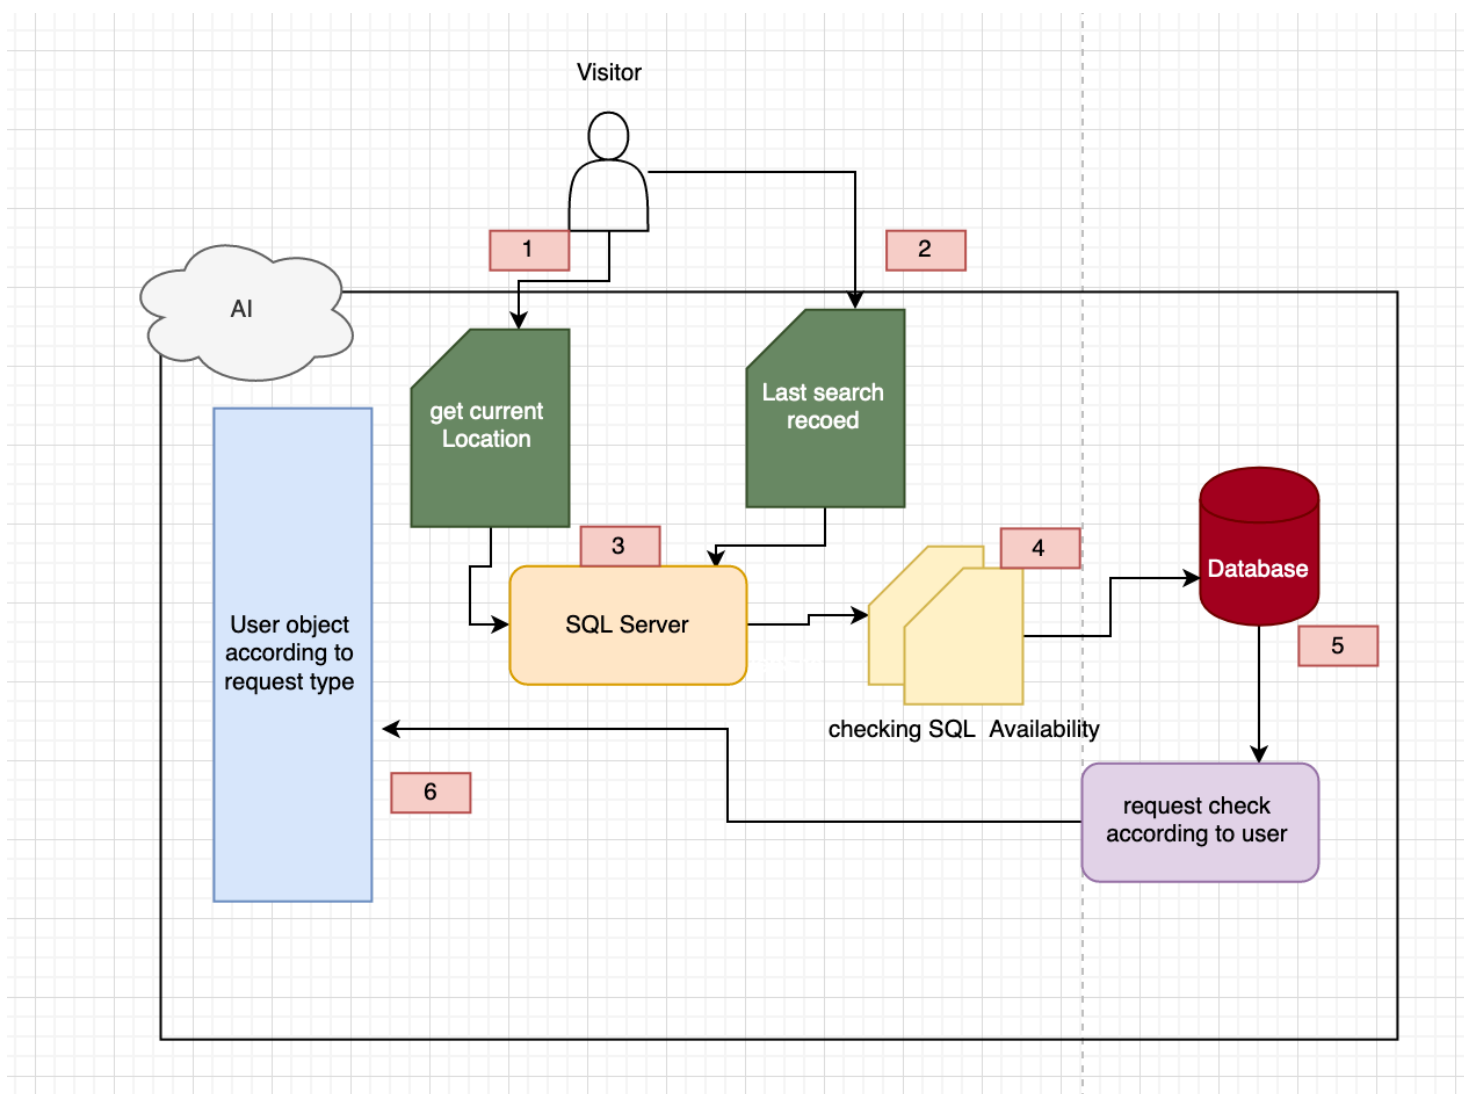 Visitor
1
2
AI
get current
Location
Last search
recoed
3
4
SQL Server
Database
User object
according to
request type
5
checking SQL  Availability
6
request check
according to user